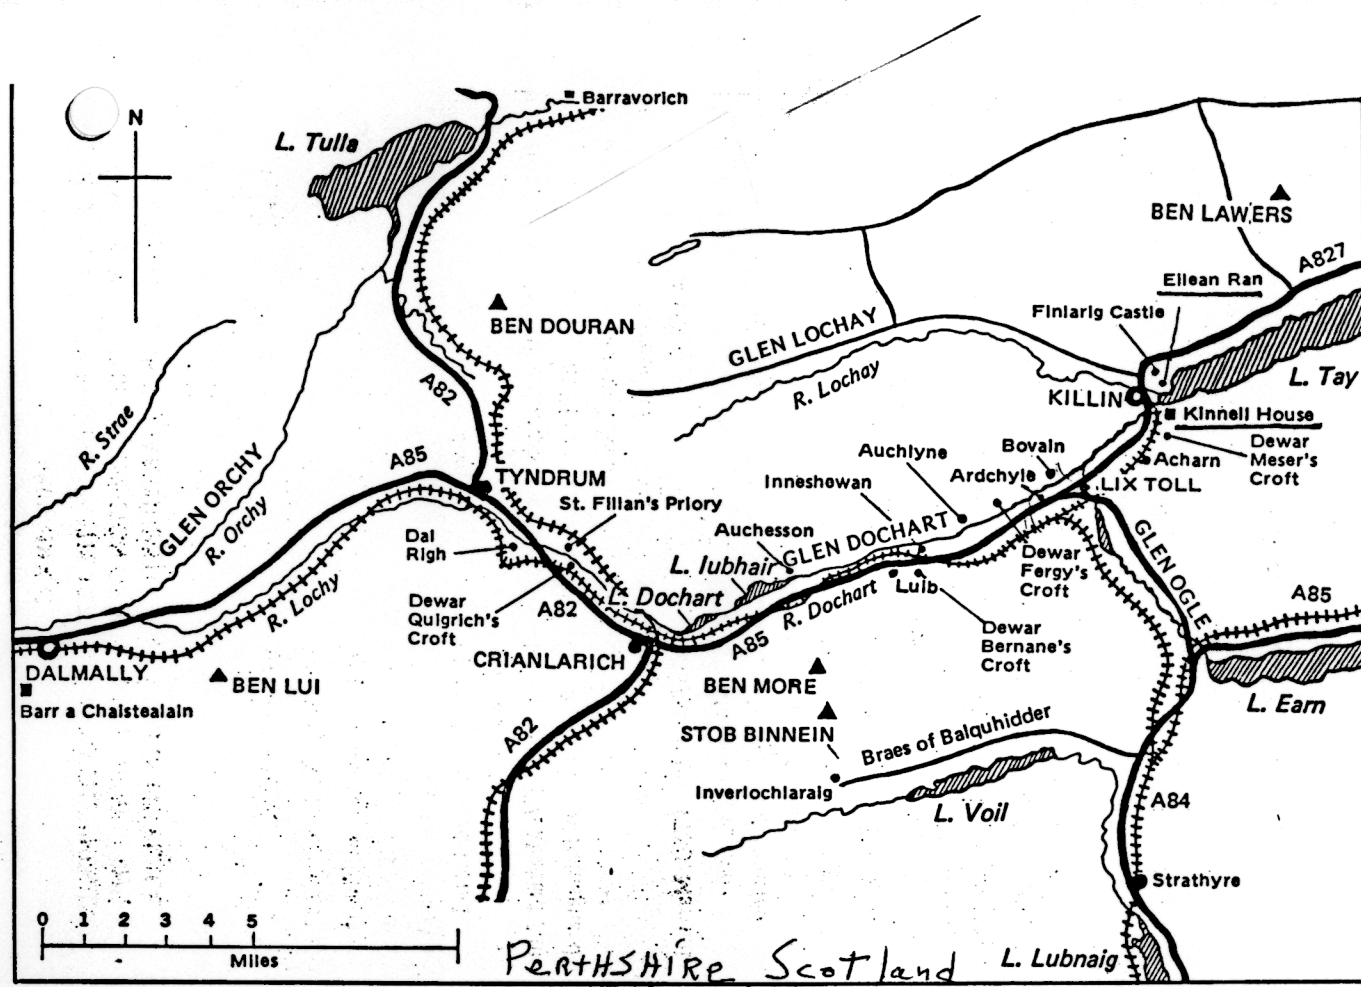 Barravorich
N
L. Tulla
BEN LAWERS
A827
Eilean Ran
Finlarig Castle
BEN DOURAN
GLEN LOCHAY
R. Lochay
L. Tay
A82
KILLIN
Kinnell House
R. Strae
Dewar
Meser's
Croft
Bovain
Auchlyne
Acharn
A85
Ardchyle
GLEN ORCHY
TYNDRUM
Inneshewan
LIX TOLL
St. Fillan's Priory
R. Orchy
Auchesson
GLEN DOCHART
Dal
Righ
GLEN OGLE
L. Iubhair
Dewar
Fergy's
Croft
R. Lochy
L. Dochart
R. Dochart
Luib
A85
Dewar
Quigrich's
Croft
A82
Dewar
Bernane's
Croft
A85
CRIANLARICH
DALMALLY
BEN LUI
BEN MORE
Barr a Chaistealain
L. Earn
A82
STOB BINNEIN
Braes of Balquhidder
Inverlochlaraig
L. Voil
A84
Strathyre
0 1 2 3 4 5
Miles
PERTHSHIRE Scotland
L. Lubnaig